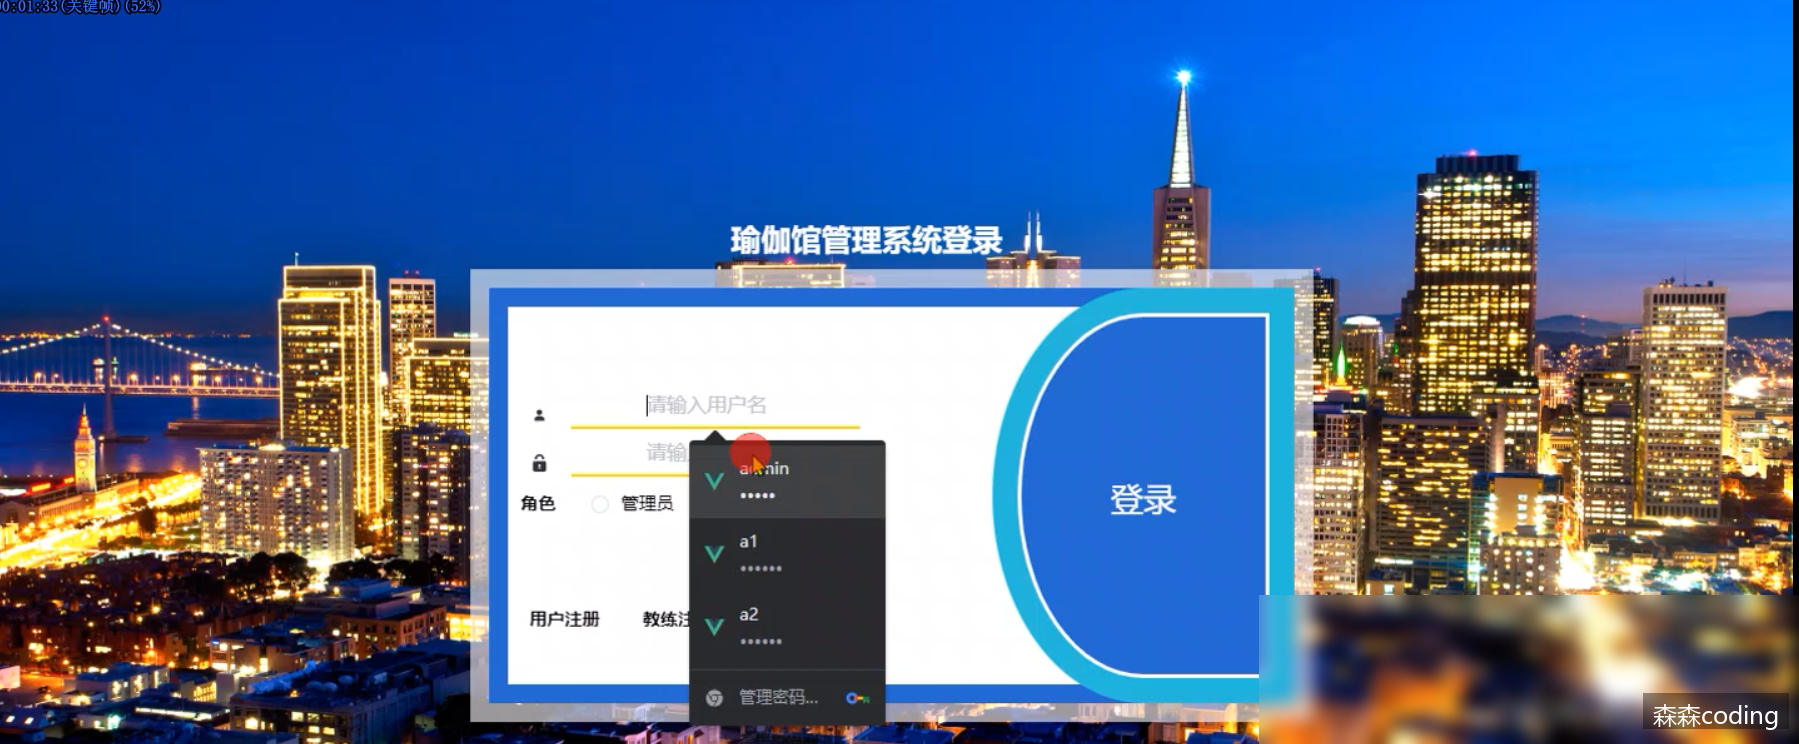 00:01:33(关键帧)(52%)
瑜伽馆管理系统登录
请输入用户名
请输
admin
•••••
角色
管理员
a1
••••••
登录
a2
••••••
用户注册
教练注
管理密码...
森森coding